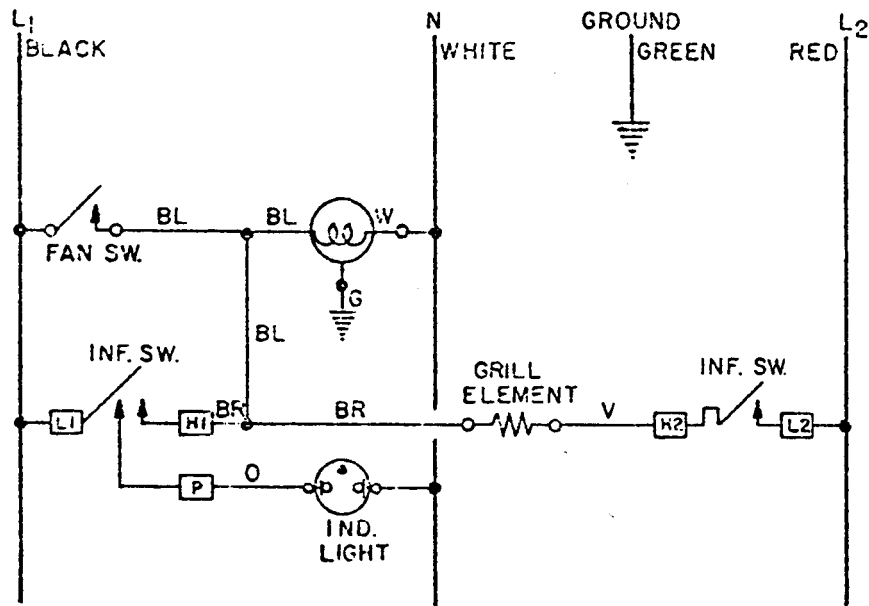 L1 N GROUND L2
BLACK WHITE GREEN RED
BL BL W
FAN SW.
G
BL
INF. SW. GRILL ELEMENT INF. SW.
L1 H1 BR BR V H2 L2
P O
IND. LIGHT